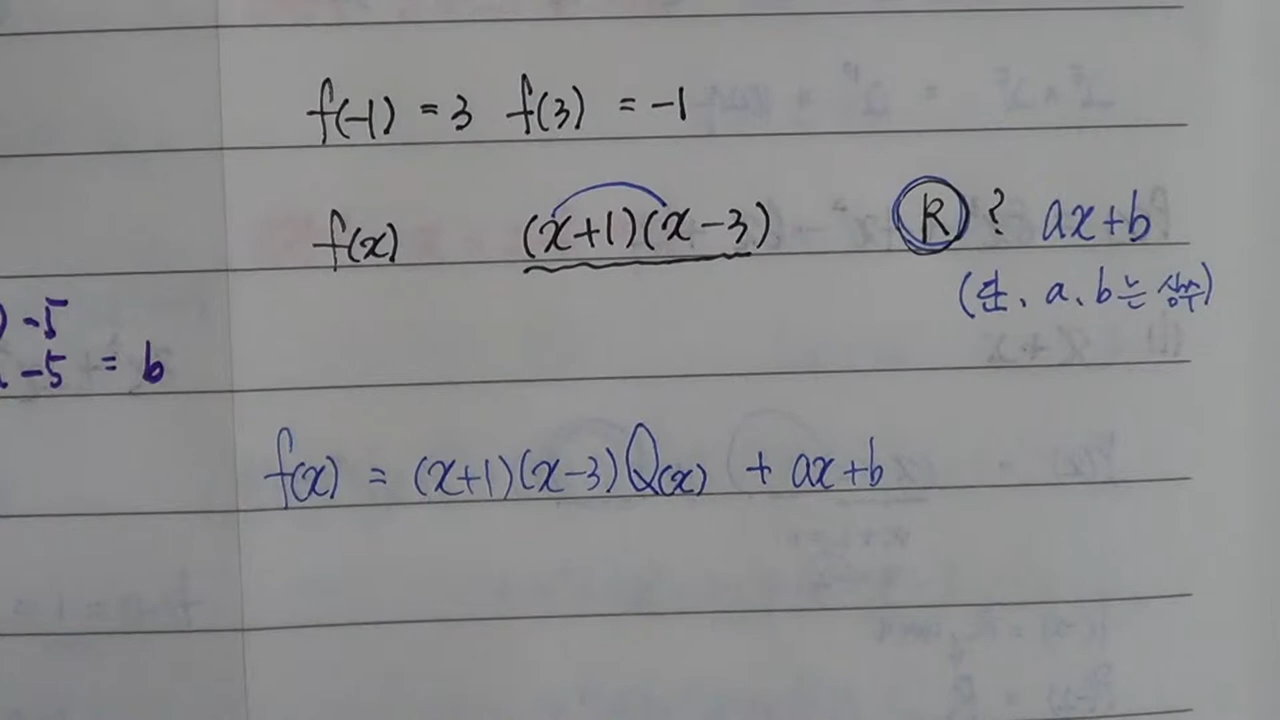 f(-1) = 3 f(3) = -1
f(x) (x+1)(x-3) R ? ax+b
(단, a, b는 상수)
) -5
-5 = b
f(x) = (x+1)(x-3)Q(x) + ax+b